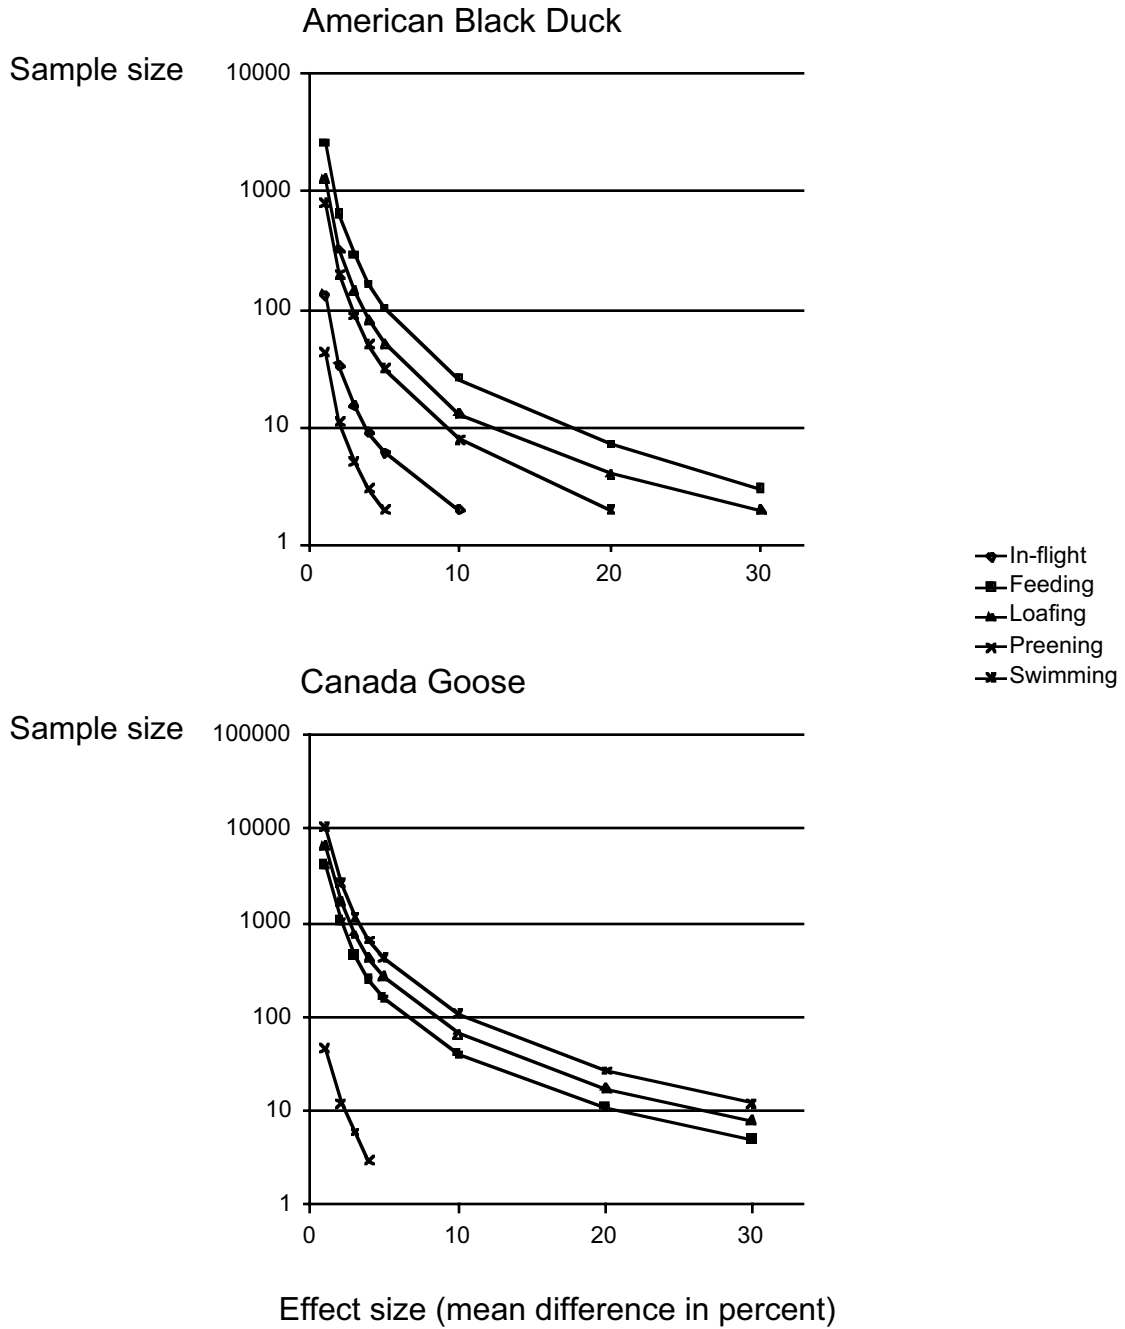 American Black Duck
Sample size
10000
1000
100
10
1
0 10 20 30
In-flight
Feeding
Loafing
Preening
Swimming
Canada Goose
Sample size
100000
10000
1000
100
10
1
0 10 20 30
Effect size (mean difference in percent)